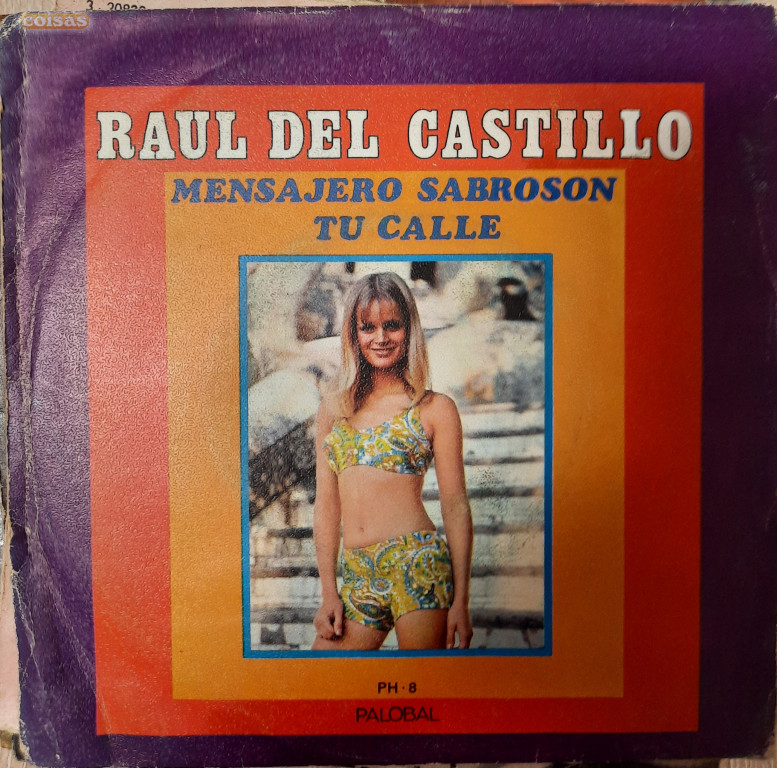 coisas
RAUL DEL CASTILLO
MENSAJERO SABROSON
TU CALLE
PH - 8
PALOBAL